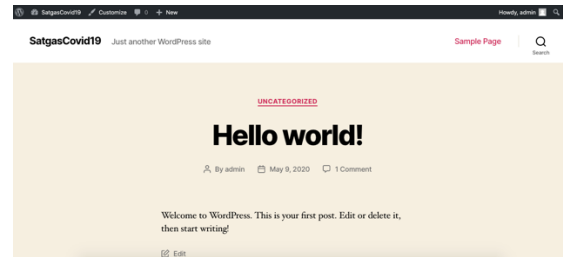 SatgasCovid19 Customize 0 + New Howdy, admin
SatgasCovid19 Just another WordPress site Sample Page
Search
UNCATEGORIZED
Hello world!
By admin May 9, 2020 1 Comment
Welcome to WordPress. This is your first post. Edit or delete it,
then start writing!
Edit